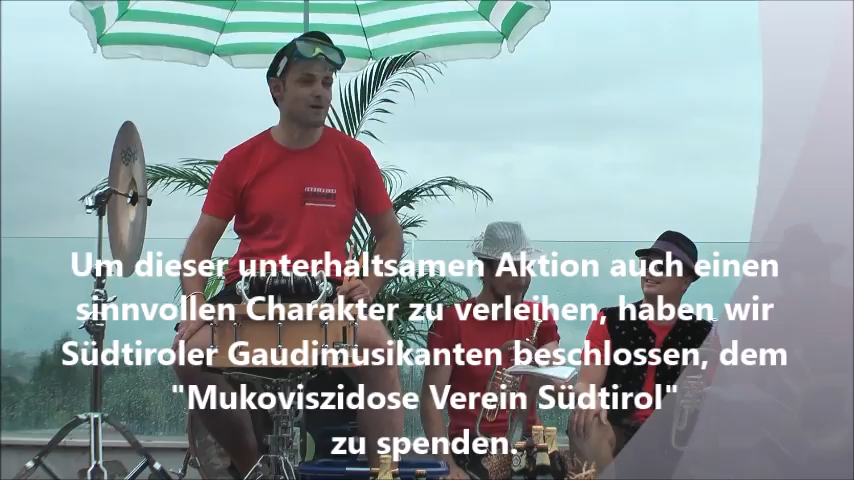 Um dieser unterhaltsamen Aktion auch einen
sinnvollen Charakter zu verleihen, haben wir
Südtiroler Gaudimusikanten beschlossen, dem
"Mukoviszidose Verein Südtirol"
zu spenden.